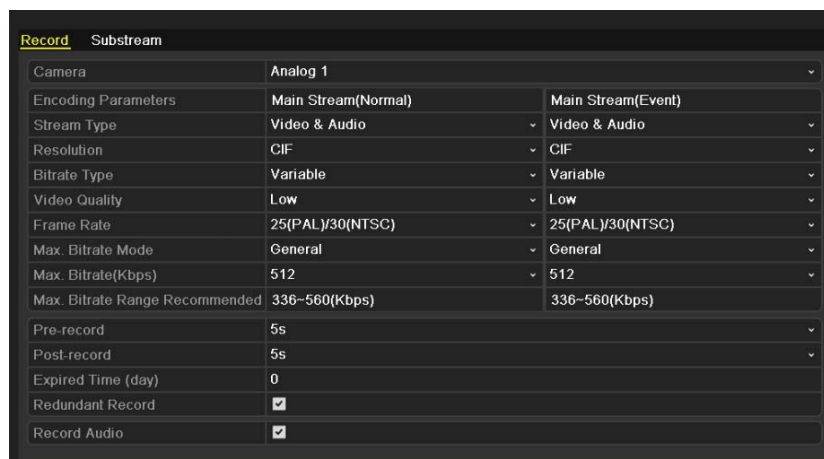 Record Substream
Camera Analog 1
Encoding Parameters Main Stream(Normal) Main Stream(Event)
Stream Type Video & Audio Video & Audio
Resolution CIF CIF
Bitrate Type Variable Variable
Video Quality Low Low
Frame Rate 25(PAL)/30(NTSC) 25(PAL)/30(NTSC)
Max. Bitrate Mode General General
Max. Bitrate(Kbps) 512 512
Max. Bitrate Range Recommended 336~560(Kbps) 336~560(Kbps)
Pre-record 5s
Post-record 5s
Expired Time (day) 0
Redundant Record
Record Audio